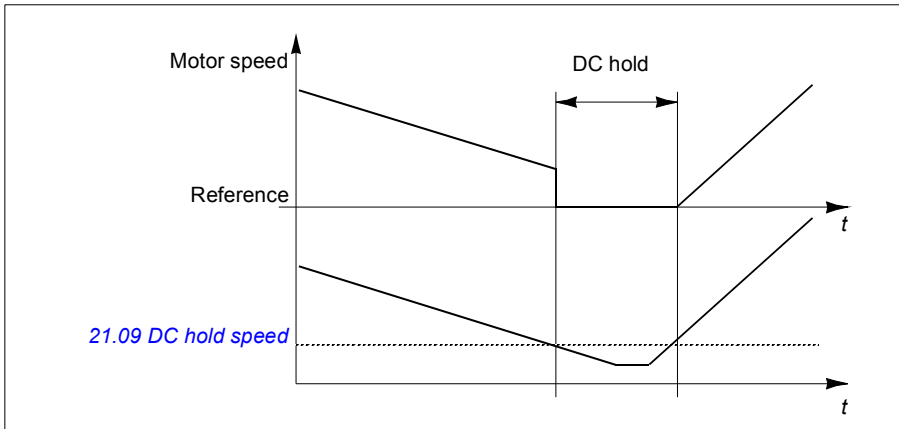 Motor speed
DC hold
Reference
t
21.09 DC hold speed
t